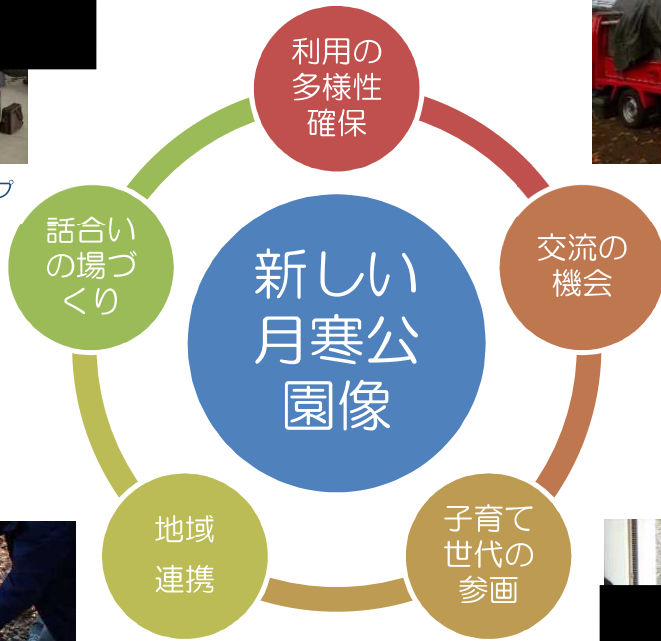 利用の
多様性
確保
プ
話合い
の場づ
くり
交流の
機会
新しい
月寒公
園像
地域
連携
子育て
世代の
参画